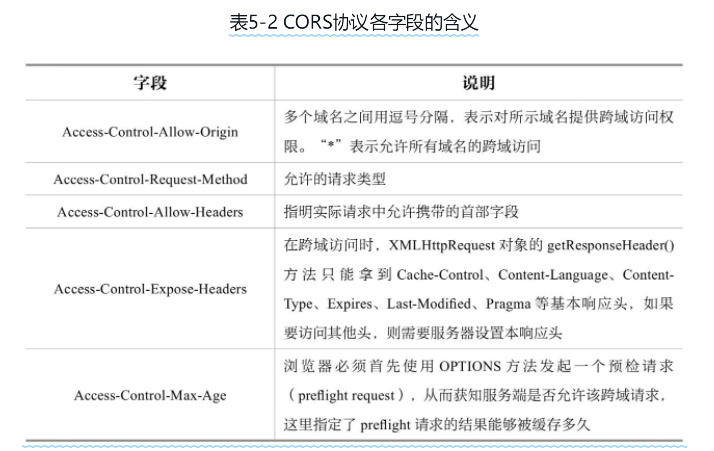 表5-2 CORS协议各字段的含义
字段 说明
Access-Control-Allow-Origin 多个域名之间用逗号分隔，表示对所示域名提供跨域访问权
限。“*”表示允许所有域名的跨域访问
Access-Control-Request-Method 允许的请求类型
Access-Control-Allow-Headers 指明实际请求中允许携带的首部字段
Access-Control-Expose-Headers 在跨域访问时，XMLHttpRequest 对象的 getResponseHeader()
方法只能拿到 Cache-Control、Content-Language、Content-
Type、Expires、Last-Modified、Pragma 等基本响应头，如果
要访问其他头，则需要服务器设置本响应头
Access-Control-Max-Age 浏览器必须首先使用 OPTIONS 方法发起一个预检请求
（preflight request），从而获知服务端是否允许该跨域请求，
这里指定了 preflight 请求的结果能够被缓存多久